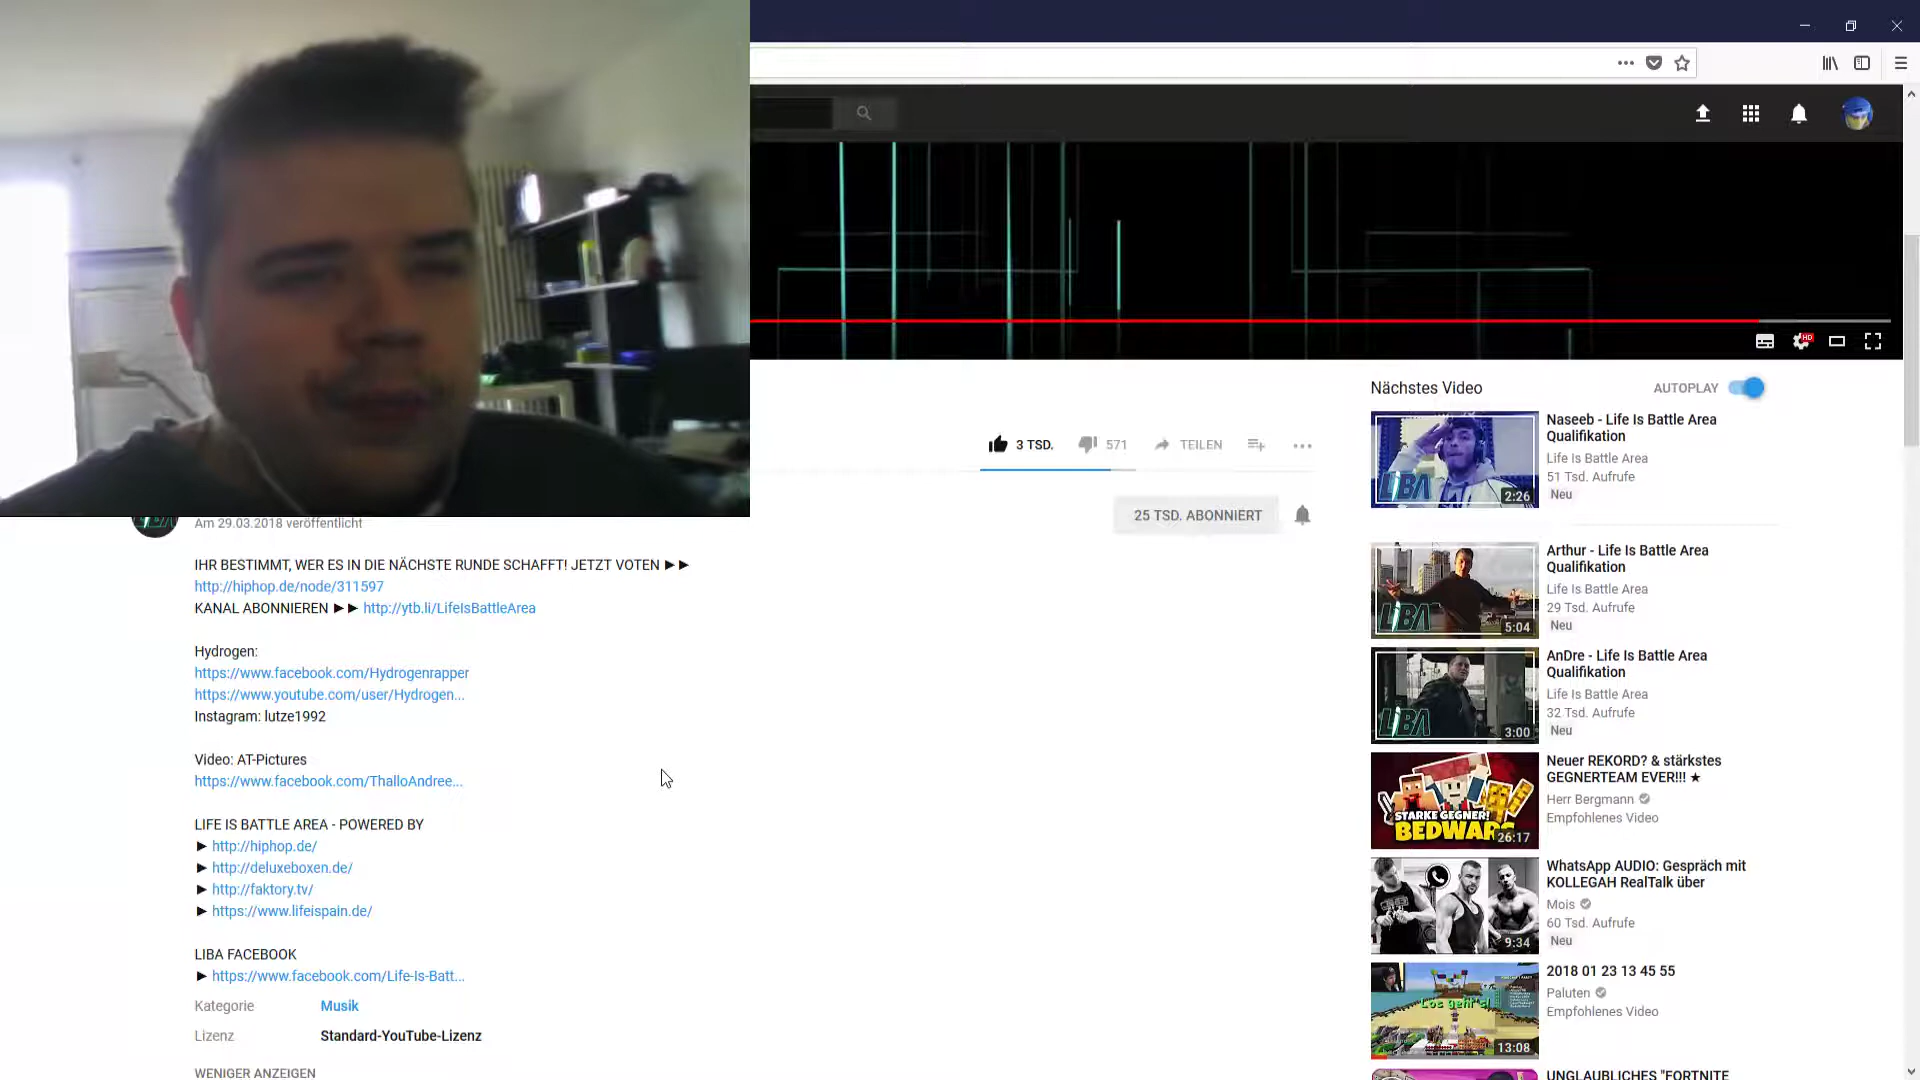 HD
3 TSD.
571
TEILEN
25 TSD. ABONNIERT
Am 29.03.2018 veröffentlicht
IHR BESTIMMT, WER ES IN DIE NÄCHSTE RUNDE SCHAFFT! JETZT VOTEN ►►
http://hiphop.de/node/311597
KANAL ABONNIEREN ►► http://ytb.li/LifeIsBattleArea
Hydrogen:
https://www.facebook.com/Hydrogenrapper
https://www.youtube.com/user/Hydrogen...
Instagram: lutze1992
Video: AT-Pictures
https://www.facebook.com/ThalloAndree...
LIFE IS BATTLE AREA - POWERED BY
► http://hiphop.de/
► http://deluxeboxen.de/
► http://faktory.tv/
► https://www.lifeispain.de/
LIBA FACEBOOK
► https://www.facebook.com/Life-Is-Batt...
Kategorie Musik
Lizenz Standard-YouTube-Lizenz
WENIGER ANZEIGEN
Nächstes Video AUTOPLAY
LIBA
2:26
Naseeb - Life Is Battle Area
Qualifikation
Life Is Battle Area
51 Tsd. Aufrufe
Neu
LIBA
5:04
Arthur - Life Is Battle Area
Qualifikation
Life Is Battle Area
29 Tsd. Aufrufe
Neu
LIBA
3:00
AnDre - Life Is Battle Area
Qualifikation
Life Is Battle Area
32 Tsd. Aufrufe
Neu
STARKE GEGNER!
BEDWARS
26:17
Neuer REKORD? & stärkstes
GEGNERTEAM EVER!!! ★
Herr Bergmann
Empfohlenes Video
9:34
WhatsApp AUDIO: Gespräch mit
KOLLEGAH RealTalk über
Mois
60 Tsd. Aufrufe
Neu
Los geht's!
13:08
2018 01 23 13 45 55
Paluten
Empfohlenes Video
UNGLAUBLICHES "FORTNITE